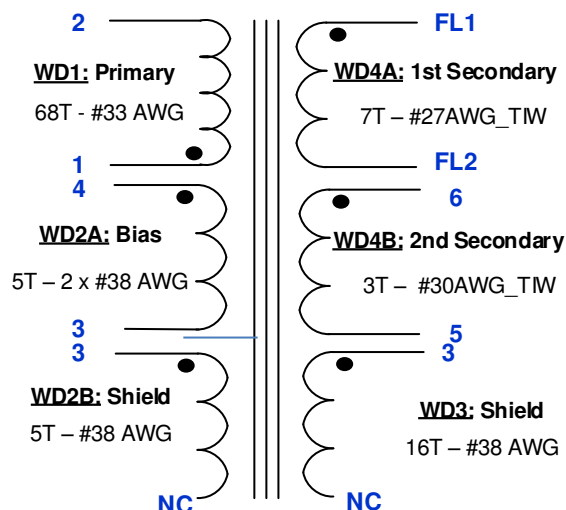 2
WD1: Primary
68T - #33 AWG
1
4
WD2A: Bias
5T – 2 x #38 AWG
3
3
WD2B: Shield
5T – #38 AWG
NC
FL1
WD4A: 1st Secondary
7T – #27AWG_TIW
FL2
6
WD4B: 2nd Secondary
3T – #30AWG_TIW
5
3
WD3: Shield
16T – #38 AWG
NC